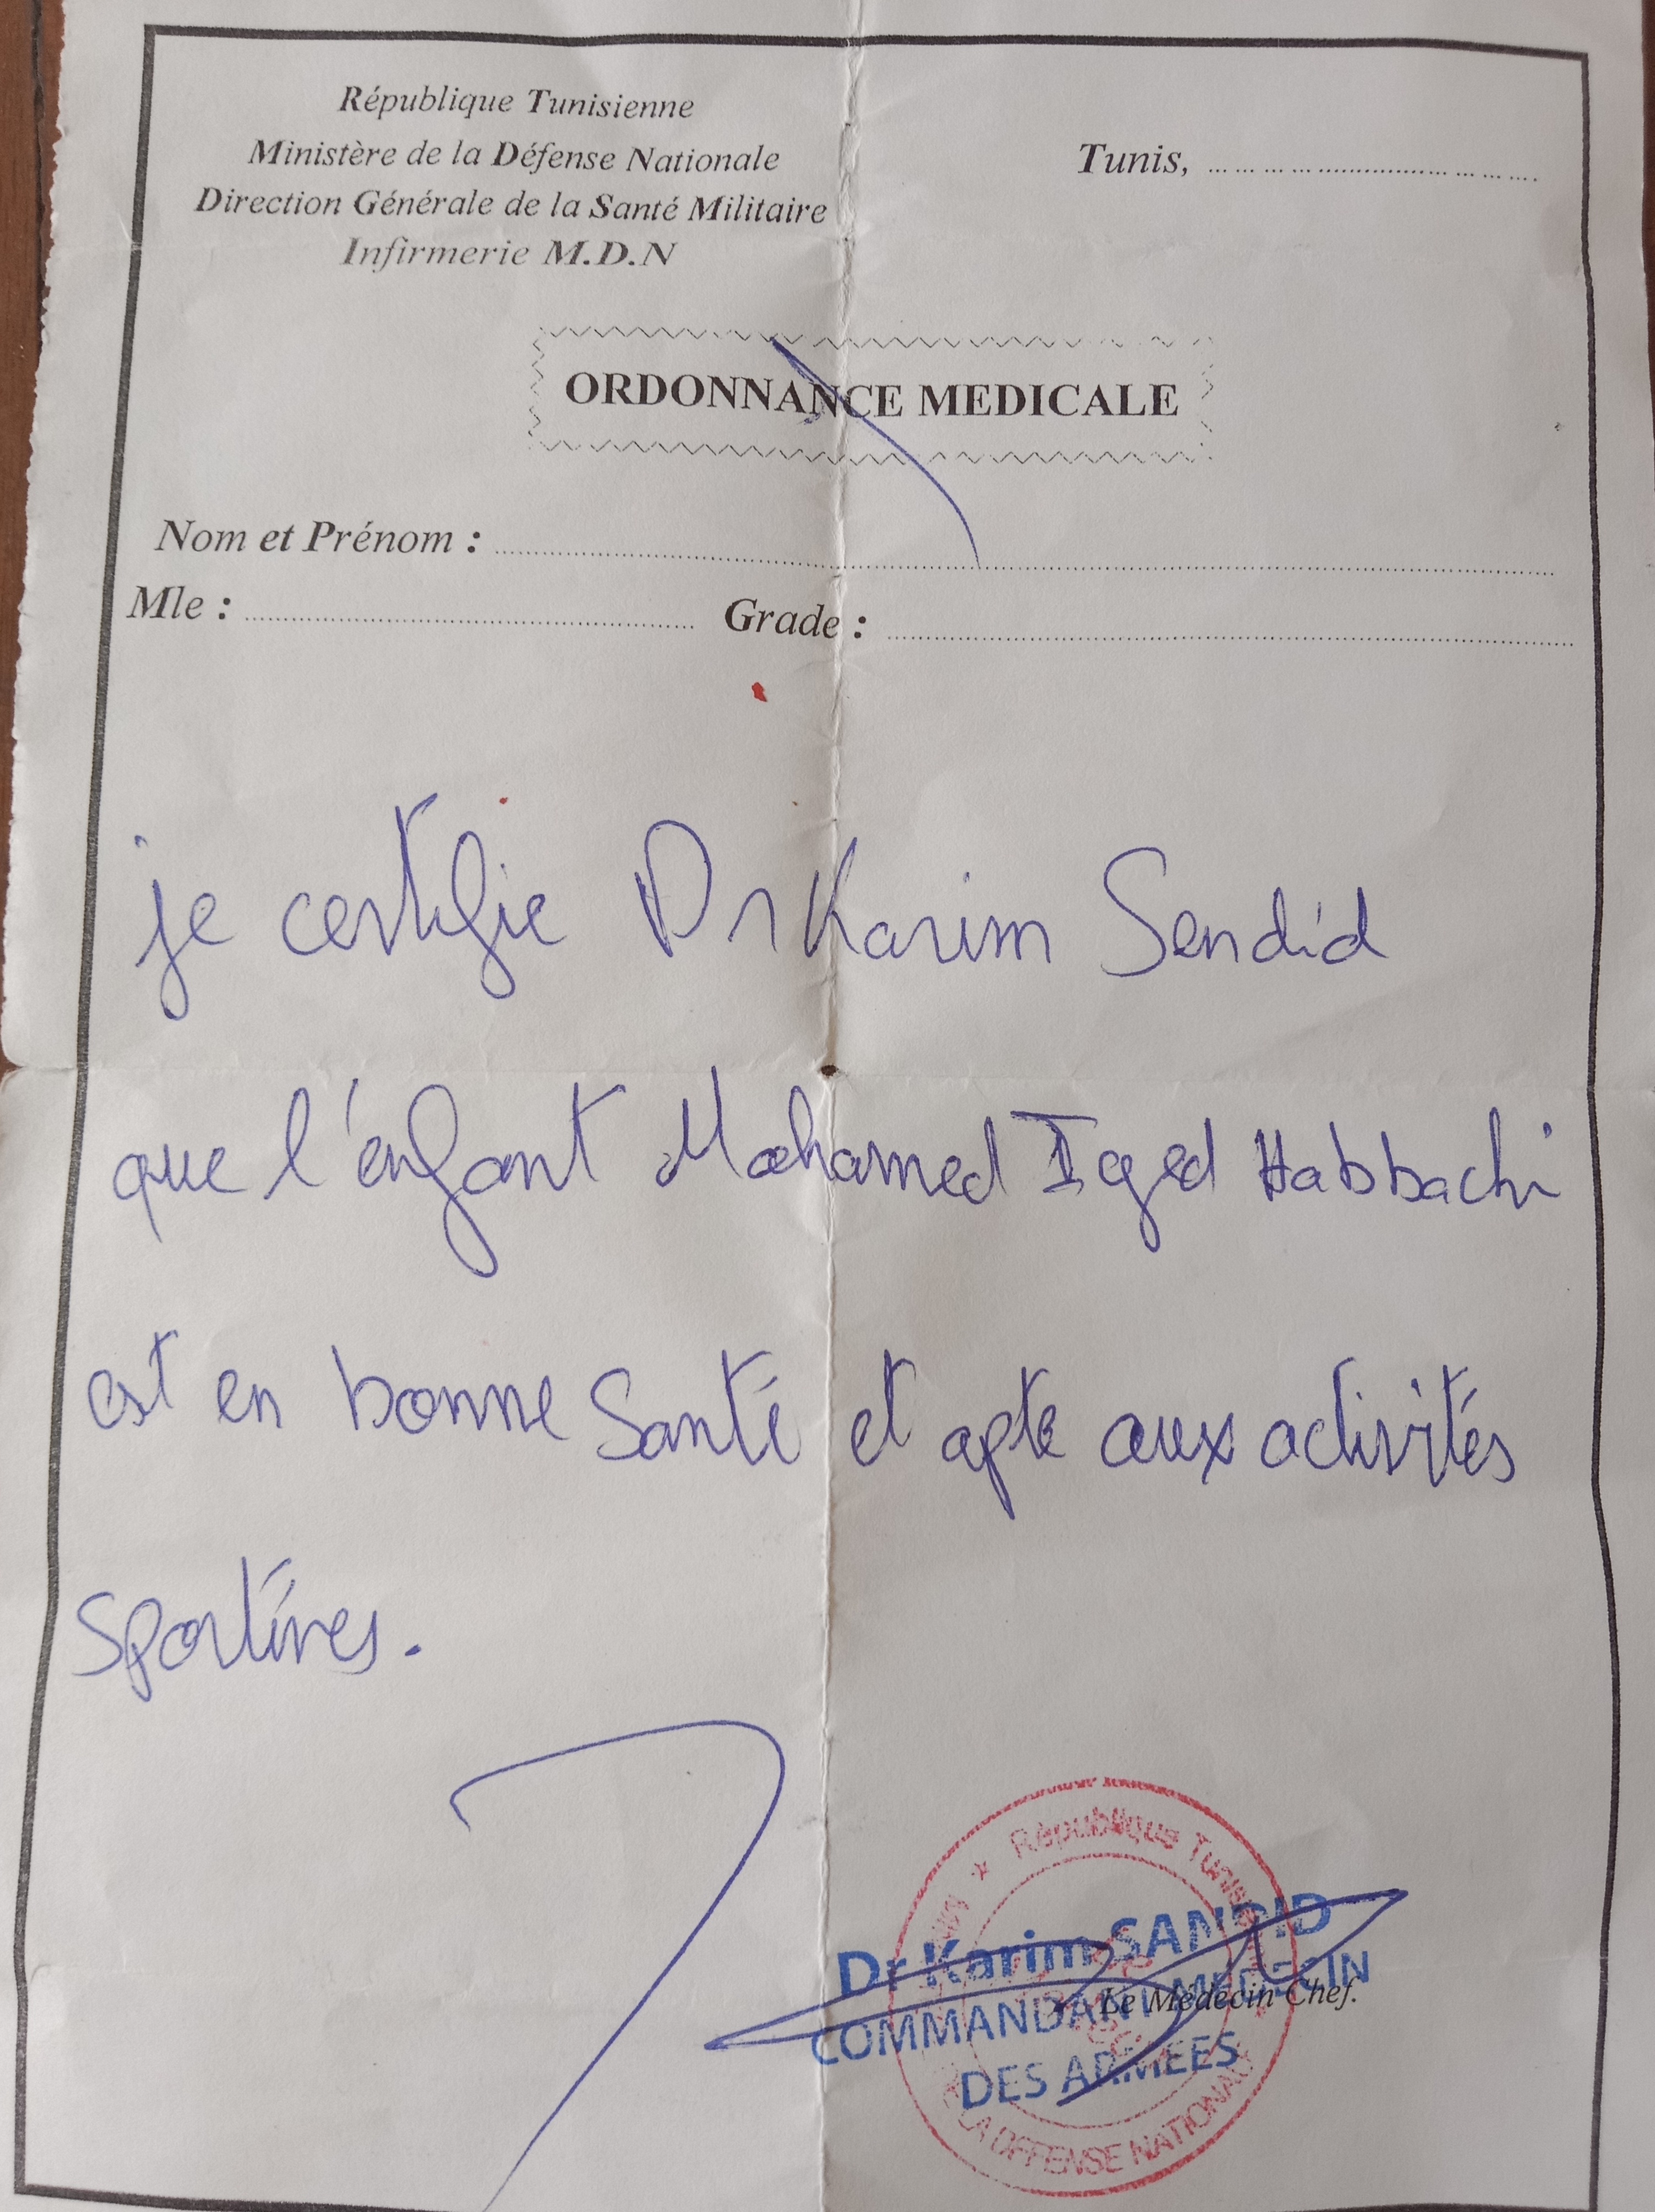 République Tunisienne
Ministère de la Défense Nationale
Direction Générale de la Santé Militaire
Infirmerie M.D.N
Tunis, ........................
ORDONNANCE MEDICALE
Nom et Prénom : ........................
Mle : ........................ Grade : ........................
je certifie Dr Karim Sendid
que l'enfant Mohamed Iyed Habbachi
est en bonne Santé et apte aux activités
Sportives.
République Tunis
Dr Karim SANDID
COMMANDANT MEDECIN
Le Médecin Chef.
DES ARMEES
LA DEFENSE NATIONALE